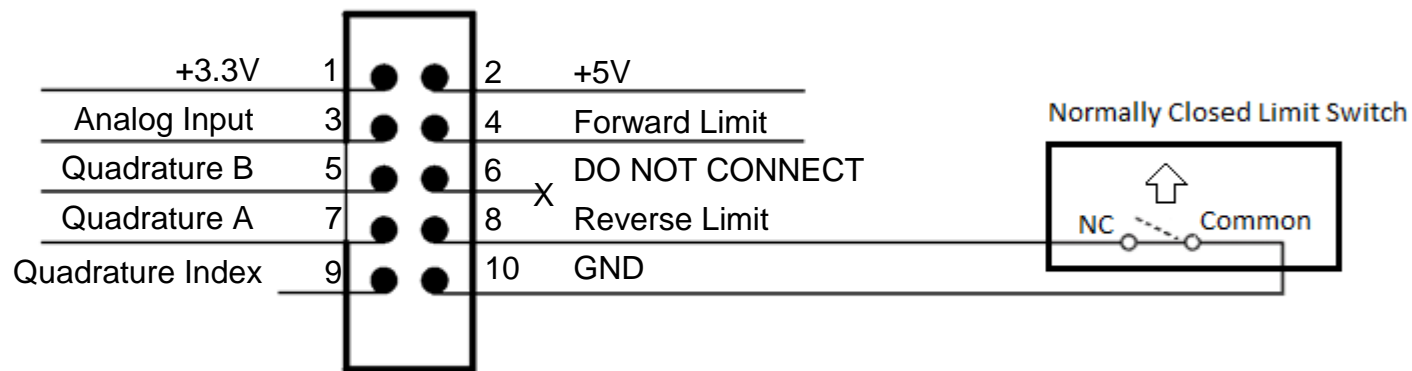 +3.3V 1 2 +5V
Analog Input 3 4 Forward Limit
Normally Closed Limit Switch
Quadrature B 5 6 DO NOT CONNECT
X
Quadrature A 7 8 Reverse Limit
NC Common
Quadrature Index 9 10 GND